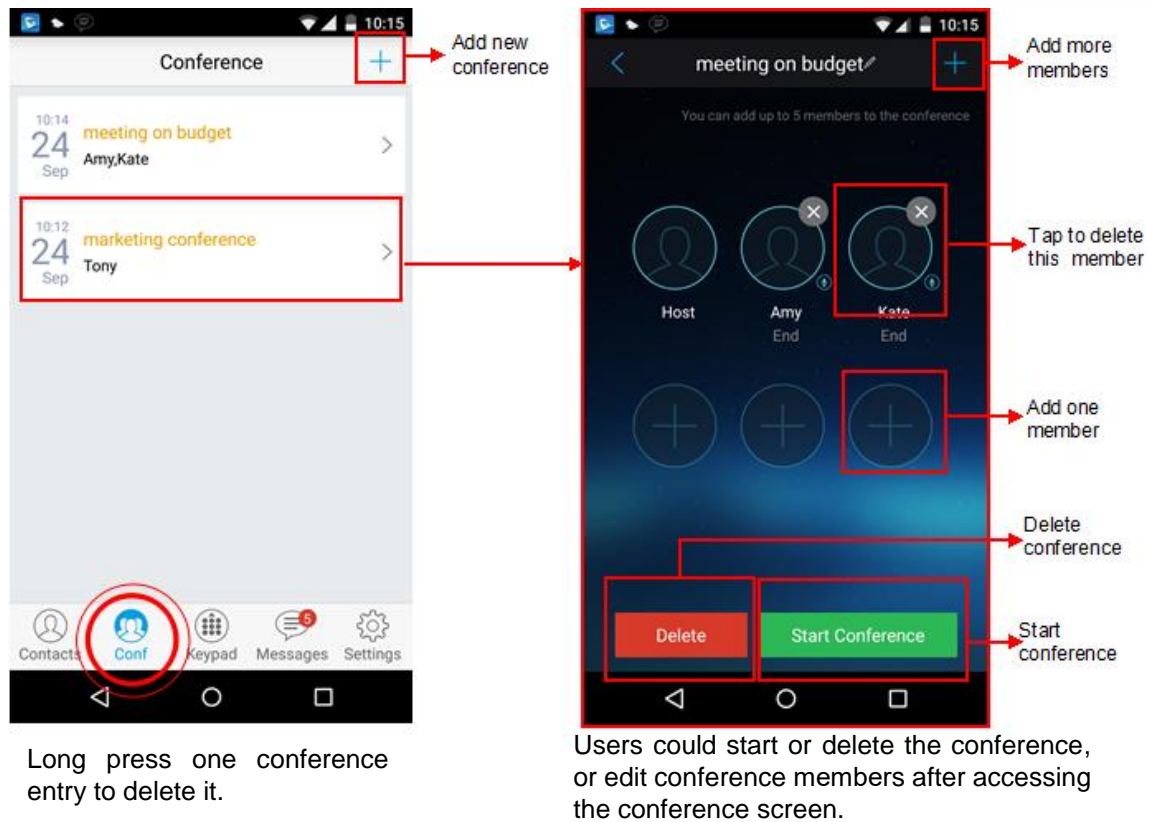 10:15
Conference
Add new
conference
10:14
24
Sep
meeting on budget
Amy,Kate
>
10:12
24
Sep
marketing conference
Tony
>
5
Contacts
Conf
Keypad
Messages
Settings
Long press one conference
entry to delete it.
10:15
meeting on budget
Add more
members
You can add up to 5 members to the conference
Tap to delete
this member
Host
Amy
Kate
End
End
Add one
member
Delete
conference
Delete
Start Conference
Start
conference
Users could start or delete the conference,
or edit conference members after accessing
the conference screen.